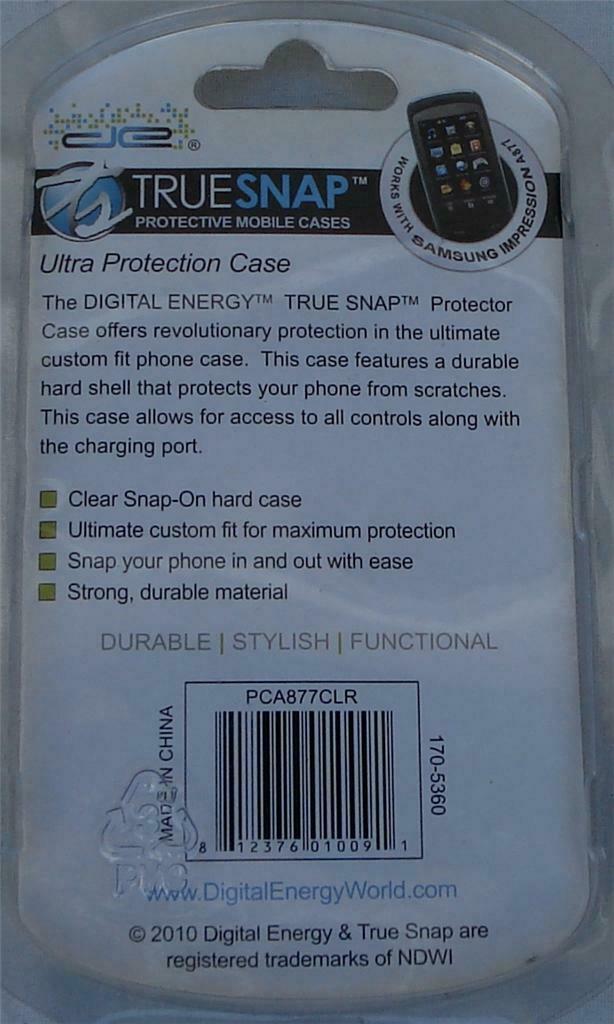 de®
TRUESNAP™
PROTECTIVE MOBILE CASES
WORKS WITH SAMSUNG IMPRESSION A877
Ultra Protection Case
The DIGITAL ENERGY™ TRUE SNAP™ Protector
Case offers revolutionary protection in the ultimate
custom fit phone case. This case features a durable
hard shell that protects your phone from scratches.
This case allows for access to all controls along with
the charging port.
Clear Snap-On hard case
Ultimate custom fit for maximum protection
Snap your phone in and out with ease
Strong, durable material
DURABLE | STYLISH | FUNCTIONAL
PCA877CLR
MADE IN CHINA
170-5360
8 12376 01009 1
3
PVC
www.DigitalEnergyWorld.com
© 2010 Digital Energy & True Snap are
registered trademarks of NDWI